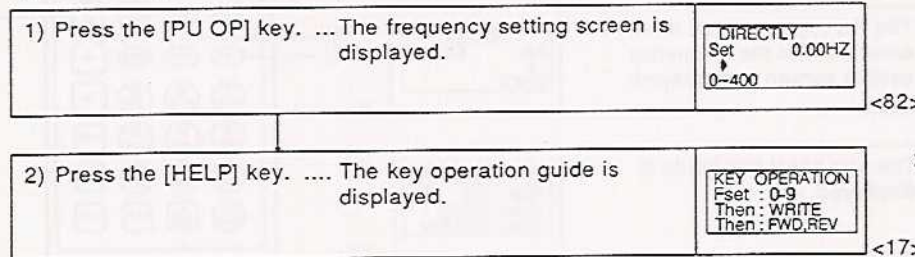 1) Press the [PU OP] key. ... The frequency setting screen is
displayed.
DIRECTLY
Set 0.00HZ
0~400
<82>
2) Press the [HELP] key. .... The key operation guide is
displayed.
KEY OPERATION
Fset : 0-9
Then : WRITE
Then : FWD,REV
<17>